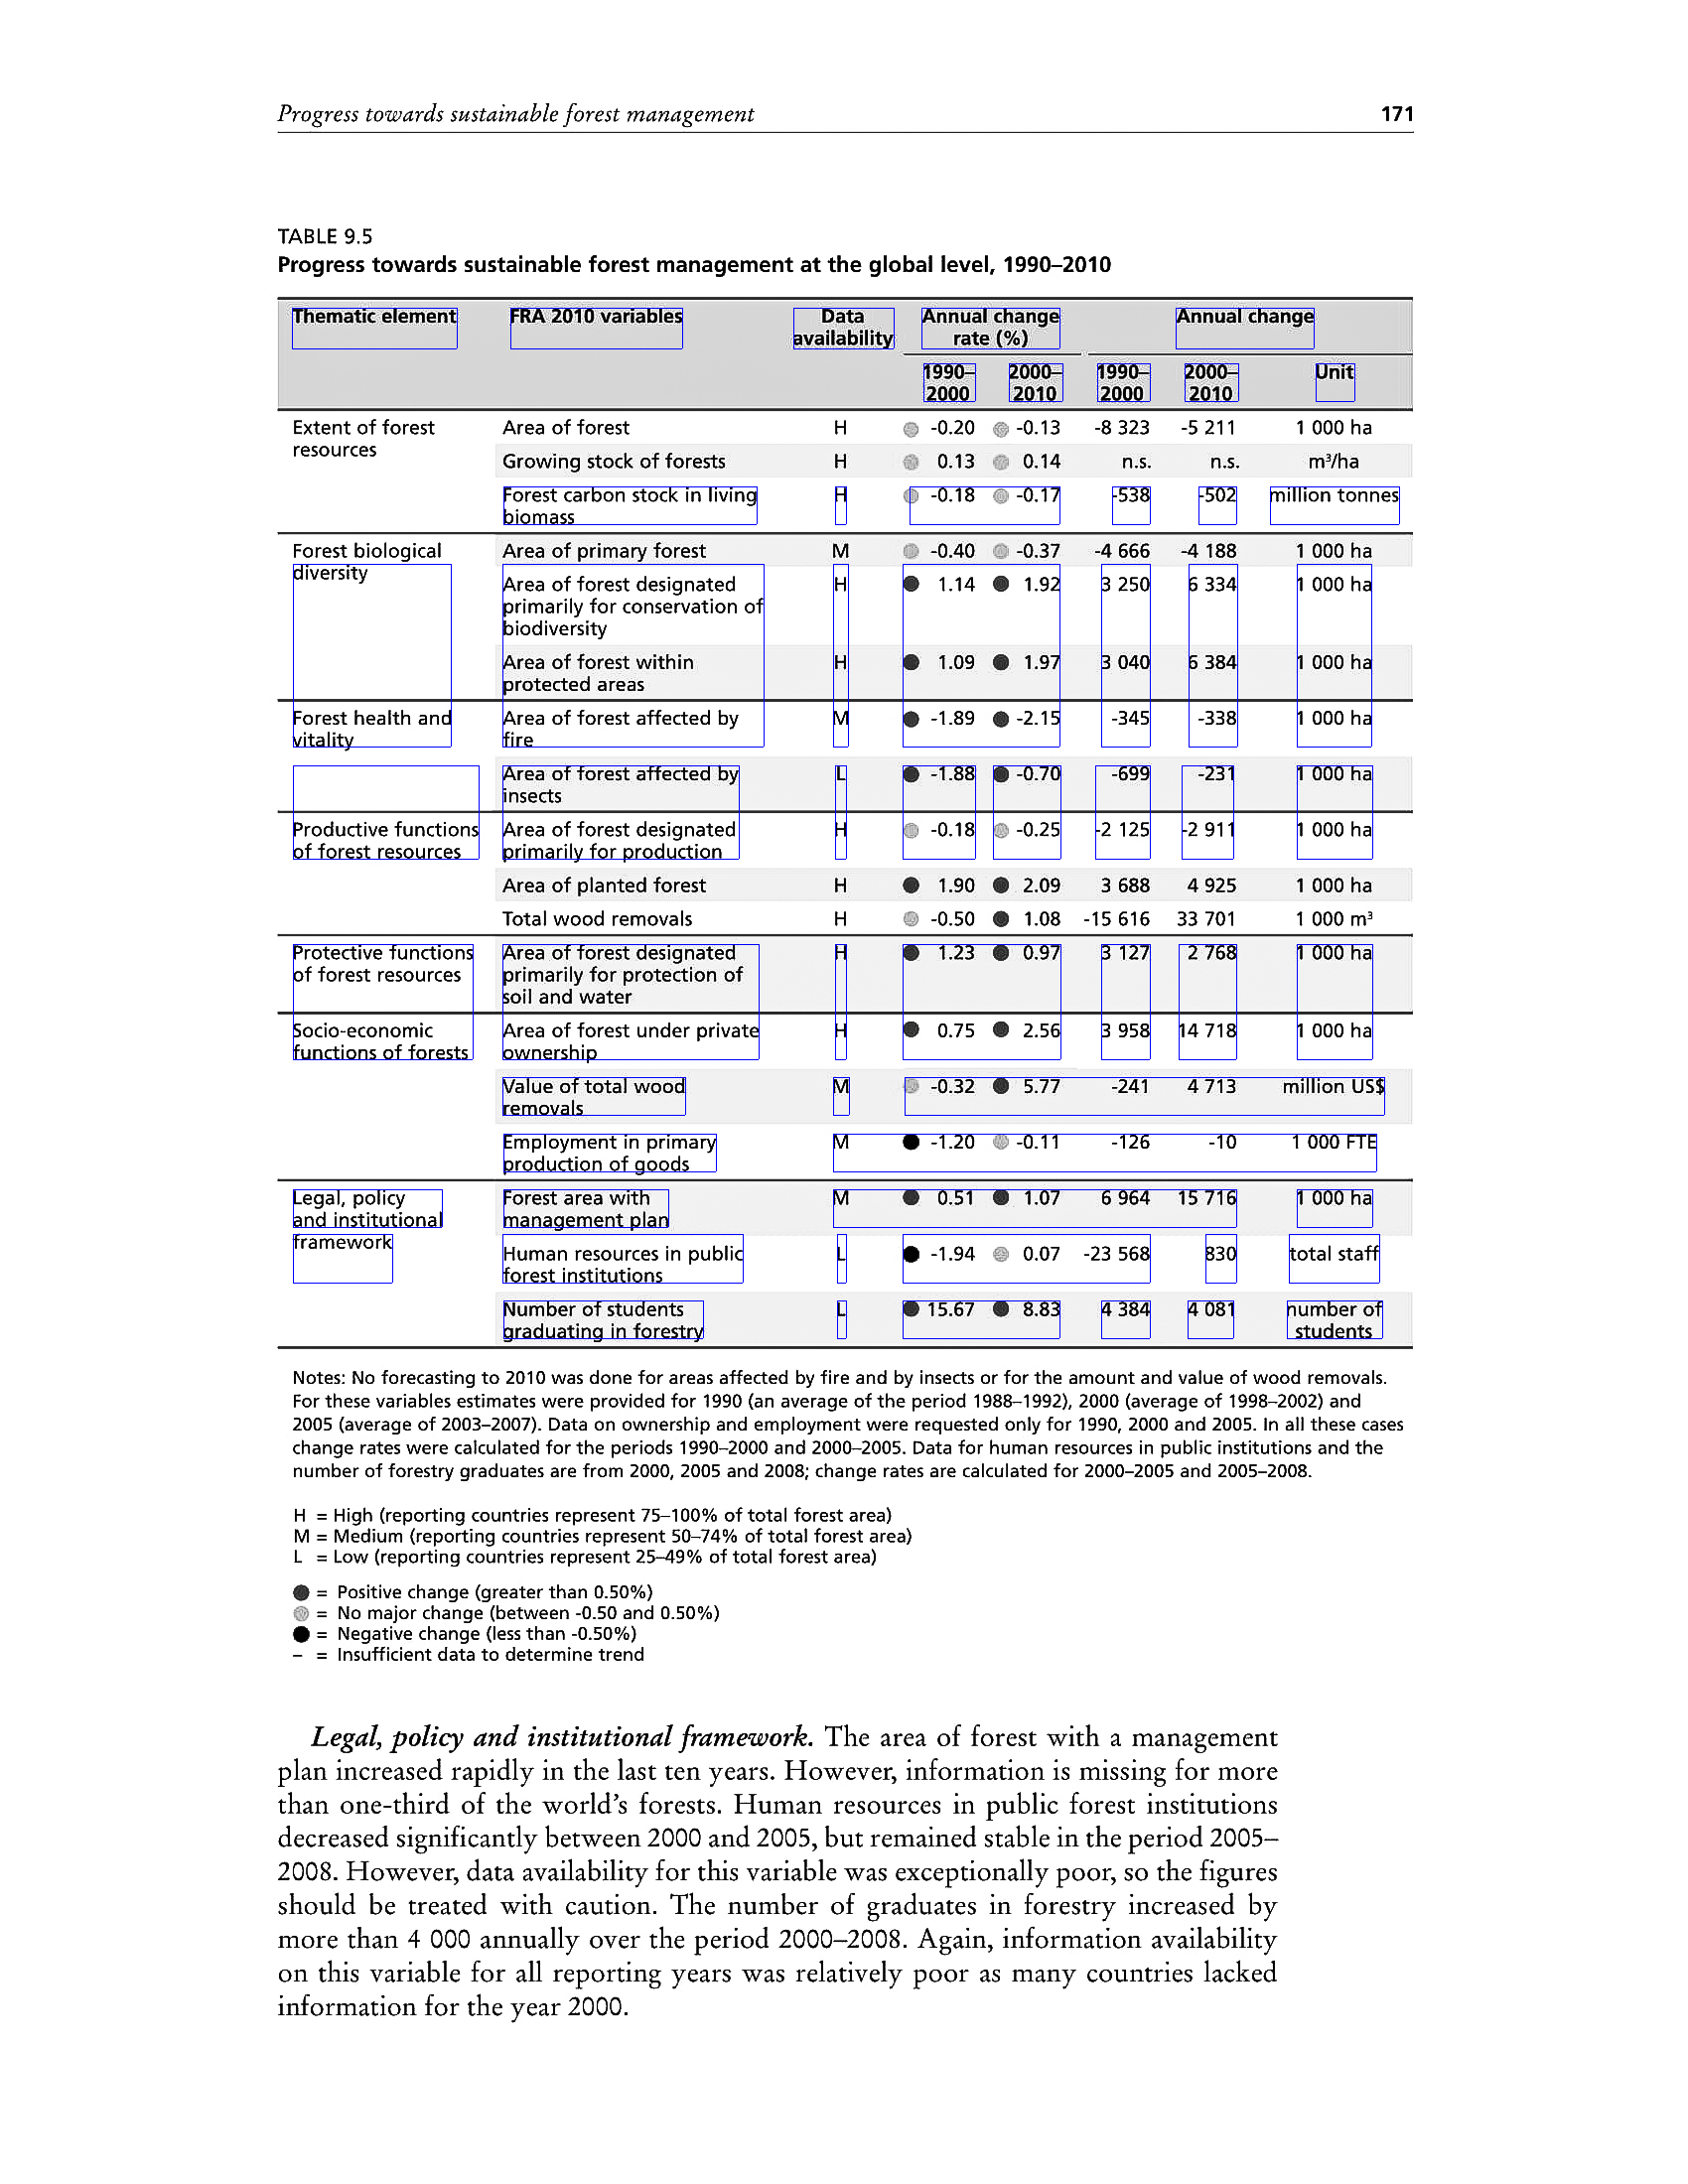 Progress towards sustainable forest management 171
TABLE 9.5
Progress towards sustainable forest management at the global level, 1990–2010
Thematic element FRA 2010 variables Data availability Annual change rate (%) Annual change
1990–2000 2000–2010 1990–2000 2000–2010 Unit
Extent of forest resources Area of forest H -0.20 -0.13 -8 323 -5 211 1 000 ha
Growing stock of forests H 0.13 0.14 n.s. n.s. m³/ha
Forest carbon stock in living biomass H -0.18 -0.17 -538 -502 million tonnes
Forest biological diversity Area of primary forest M -0.40 -0.37 -4 666 -4 188 1 000 ha
Area of forest designated primarily for conservation of biodiversity H 1.14 1.92 3 250 6 334 1 000 ha
Area of forest within protected areas H 1.09 1.97 3 040 6 384 1 000 ha
Forest health and vitality Area of forest affected by fire M -1.89 -2.15 -345 -338 1 000 ha
Area of forest affected by insects L -1.88 -0.70 -699 -231 1 000 ha
Productive functions of forest resources Area of forest designated primarily for production H -0.18 -0.25 -2 125 -2 911 1 000 ha
Area of planted forest H 1.90 2.09 3 688 4 925 1 000 ha
Total wood removals H -0.50 1.08 -15 616 33 701 1 000 m³
Protective functions of forest resources Area of forest designated primarily for protection of soil and water H 1.23 0.97 3 127 2 768 1 000 ha
Socio-economic functions of forests Area of forest under private ownership H 0.75 2.56 3 958 14 718 1 000 ha
Value of total wood removals M -0.32 5.77 -241 4 713 million US$
Employment in primary production of goods M -1.20 -0.11 -126 -10 1 000 FTE
Legal, policy and institutional framework Forest area with management plan M 0.51 1.07 6 964 15 716 1 000 ha
Human resources in public forest institutions L -1.94 0.07 -23 568 830 total staff
Number of students graduating in forestry L 15.67 8.83 4 384 4 081 number of students
Notes: No forecasting to 2010 was done for areas affected by fire and by insects or for the amount and value of wood removals.
For these variables estimates were provided for 1990 (an average of the period 1988–1992), 2000 (average of 1998–2002) and
2005 (average of 2003–2007). Data on ownership and employment were requested only for 1990, 2000 and 2005. In all these cases
change rates were calculated for the periods 1990–2000 and 2000–2005. Data for human resources in public institutions and the
number of forestry graduates are from 2000, 2005 and 2008; change rates are calculated for 2000–2005 and 2005–2008.
H = High (reporting countries represent 75–100% of total forest area)
M = Medium (reporting countries represent 50–74% of total forest area)
L = Low (reporting countries represent 25–49% of total forest area)
= Positive change (greater than 0.50%)
= No major change (between -0.50 and 0.50%)
= Negative change (less than -0.50%)
– = Insufficient data to determine trend
Legal, policy and institutional framework. The area of forest with a management
plan increased rapidly in the last ten years. However, information is missing for more
than one-third of the world's forests. Human resources in public forest institutions
decreased significantly between 2000 and 2005, but remained stable in the period 2005–
2008. However, data availability for this variable was exceptionally poor, so the figures
should be treated with caution. The number of graduates in forestry increased by
more than 4 000 annually over the period 2000–2008. Again, information availability
on this variable for all reporting years was relatively poor as many countries lacked
information for the year 2000.